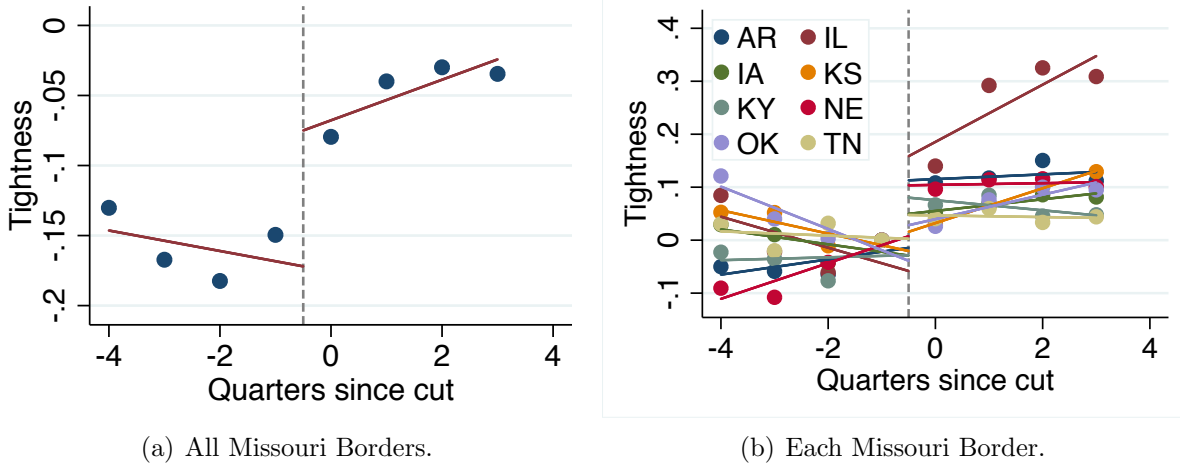 0
-.05
-.1
-.15
-.2
Tightness
-4
-2
0
2
4
Quarters since cut
(a) All Missouri Borders.
.4
.3
.2
.1
0
-.1
Tightness
AR
IL
IA
KS
KY
NE
OK
TN
-4
-2
0
2
4
Quarters since cut
(b) Each Missouri Border.